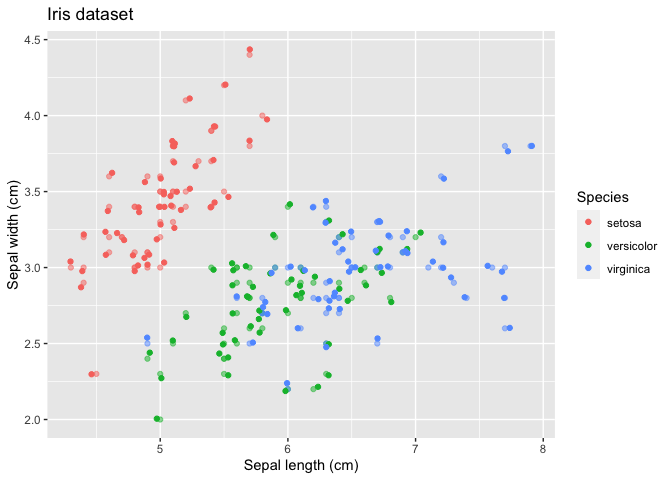 Iris dataset
4.5
4.0
3.5
3.0
2.5
2.0
Sepal width (cm)
5
6
7
8
Sepal length (cm)
Species
setosa
versicolor
virginica